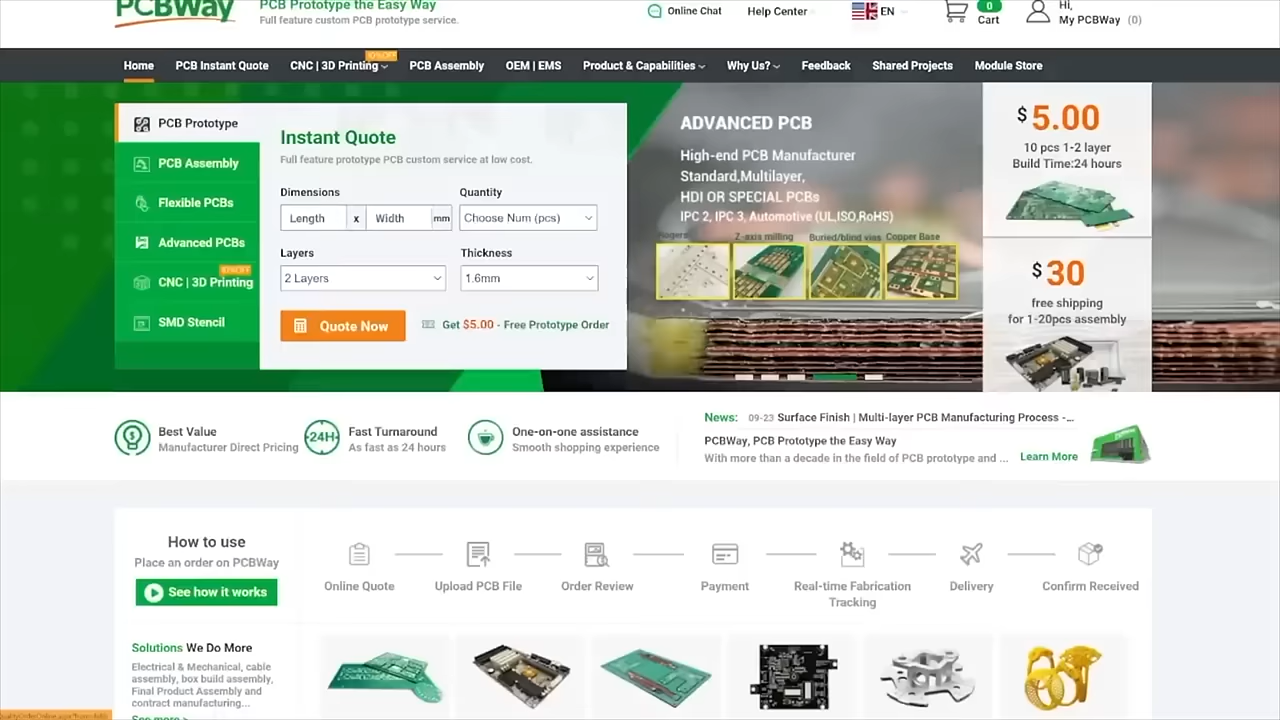 PCBWay
PCB Prototype the Easy Way
Full feature custom PCB prototype service.
Online Chat
Help Center
EN
0
Cart
Hi,
My PCBWay (0)
Home
PCB Instant Quote
CNC | 3D Printing
PCB Assembly
OEM | EMS
Product & Capabilities
Why Us?
Feedback
Shared Projects
Module Store
PCB Prototype
PCB Assembly
Flexible PCBs
Advanced PCBs
CNC | 3D Printing
SMD Stencil
Instant Quote
Full feature prototype PCB custom service at low cost.
Dimensions
Quantity
Length x Width mm
Choose Num (pcs)
Layers
Thickness
2 Layers
1.6mm
Quote Now
Get $5.00 - Free Prototype Order
ADVANCED PCB
High-end PCB Manufacturer
Standard,Multilayer,
HDI OR SPECIAL PCBs
IPC 2, IPC 3, Automotive (UL,ISO,RoHS)
Rogers
Z-axis milling
Buried/blind vias
Copper Base
$5.00
10 pcs 1-2 layer
Build Time:24 hours
$30
free shipping
for 1-20pcs assembly
Best Value
Manufacturer Direct Pricing
24H
Fast Turnaround
As fast as 24 hours
One-on-one assistance
Smooth shopping experience
News: 09-23 Surface Finish | Multi-layer PCB Manufacturing Process -...
PCBWay, PCB Prototype the Easy Way
With more than a decade in the field of PCB prototype and ... Learn More
How to use
Place an order on PCBWay
See how it works
Online Quote
Upload PCB File
Order Review
Payment
Real-time Fabrication
Tracking
Delivery
Confirm Received
Solutions We Do More
Electrical & Mechanical, cable
assembly, box build assembly,
Final Product Assembly and
contract manufacturing...
See more >